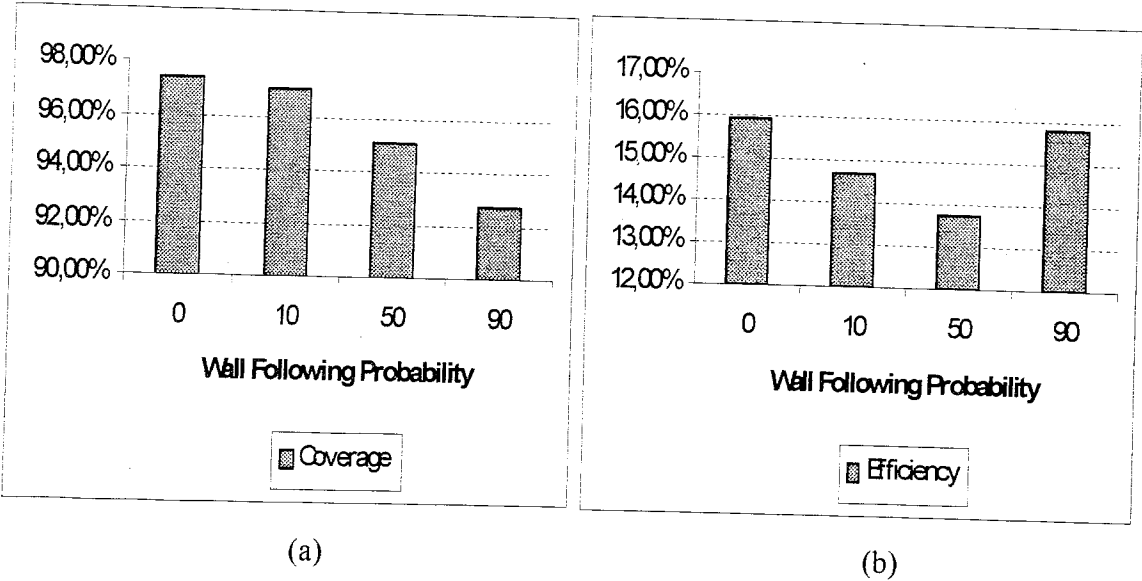 98,00%
96,00%
94,00%
92,00%
90,00%
0 10 50 90
Wall Following Probability
Coverage
(a)
17,00%
16,00%
15,00%
14,00%
13,00%
12,00%
0 10 50 90
Wall Following Probability
Efficiency
(b)